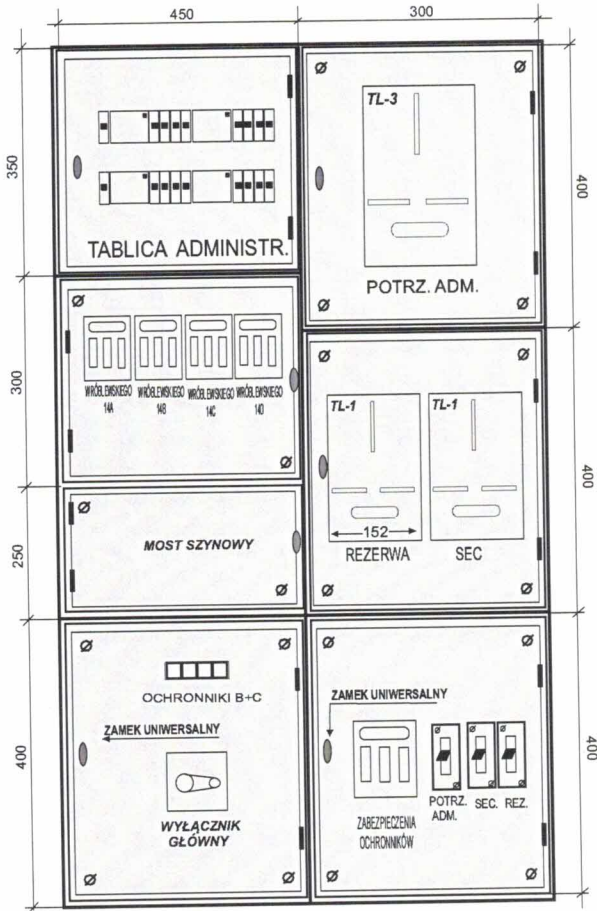 450
300
350
400
TL-3
TABLICA ADMINISTR.
POTRZ. ADM.
300
WRÓBLEWSKIEGO
14A
WRÓBLEWSKIEGO
14B
WRÓBLEWSKIEGO
14C
WRÓBLEWSKIEGO
14D
400
TL-1
TL-1
152
REZERWA
SEC
250
MOST SZYNOWY
400
OCHRONNIKI B+C
ZAMEK UNIWERSALNY
WYŁĄCZNIK
GŁÓWNY
400
ZAMEK UNIWERSALNY
ZABEZPIECZENIA
OCHRONNIKÓW
POTRZ.
ADM.
SEC.
REZ.